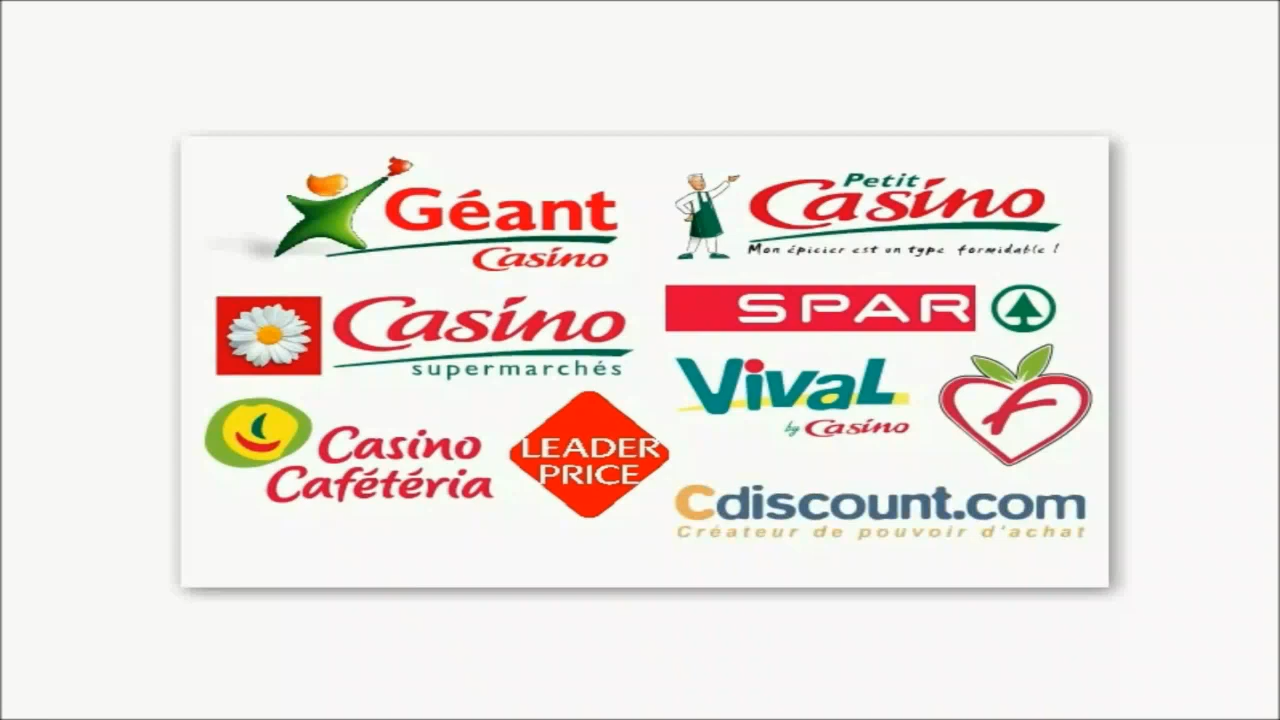 Géant
Casino
Petit
Casino
Mon épicier est un type formidable !
Casino
supermarchés
SPAR
Vival
by Casino
f
Casino
Cafétéria
LEADER
PRICE
Cdiscount.com
Créateur de pouvoir d'achat